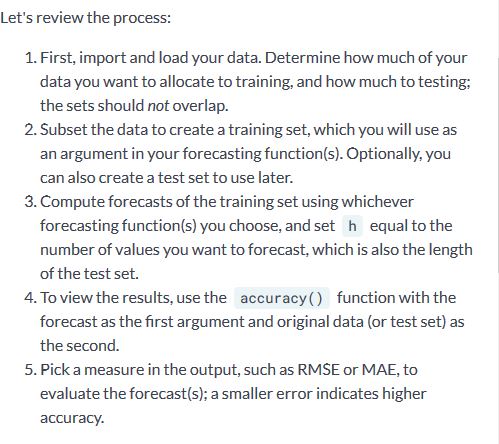 Let's review the process:
1. First, import and load your data. Determine how much of your
data you want to allocate to training, and how much to testing;
the sets should not overlap.
2. Subset the data to create a training set, which you will use as
an argument in your forecasting function(s). Optionally, you
can also create a test set to use later.
3. Compute forecasts of the training set using whichever
forecasting function(s) you choose, and set h equal to the
number of values you want to forecast, which is also the length
of the test set.
4. To view the results, use the accuracy() function with the
forecast as the first argument and original data (or test set) as
the second.
5. Pick a measure in the output, such as RMSE or MAE, to
evaluate the forecast(s); a smaller error indicates higher
accuracy.